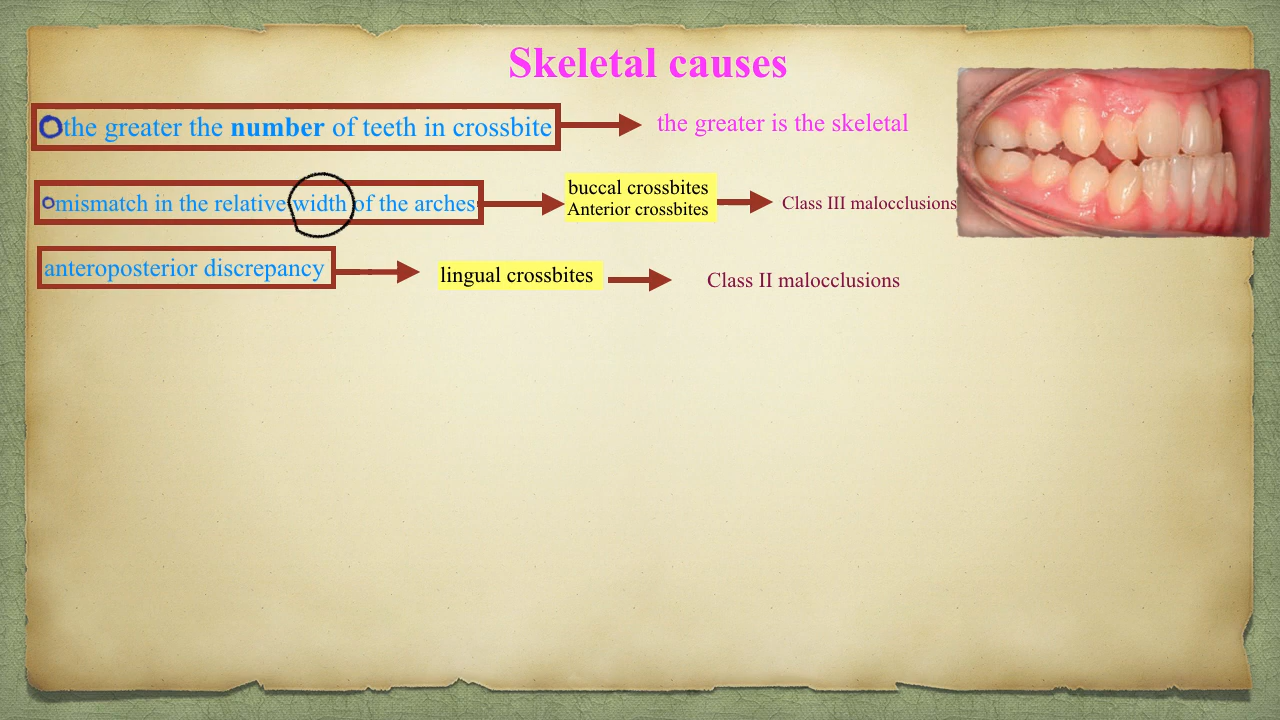 Skeletal causes
the greater the number of teeth in crossbite
the greater is the skeletal
mismatch in the relative width of the arches
buccal crossbites
Anterior crossbites
Class III malocclusions
anteroposterior discrepancy
lingual crossbites
Class II malocclusions